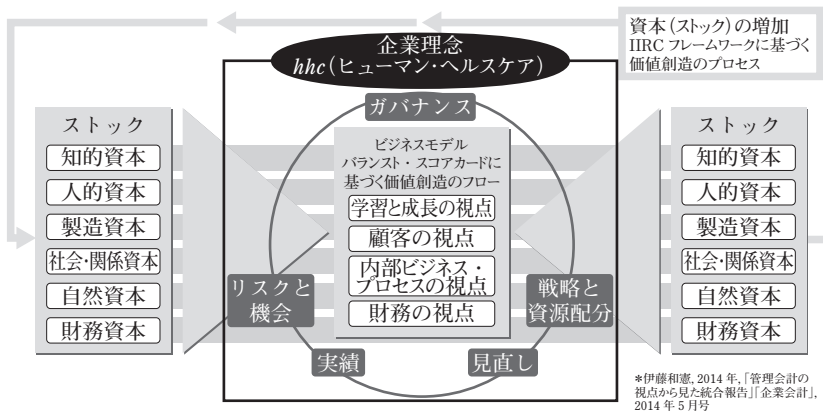 資本(ストック)の増加
IIRC フレームワークに基づく
価値創造のプロセス
企業理念
hhc(ヒューマン・ヘルスケア)
ガバナンス
ストック
知的資本
人的資本
製造資本
社会・関係資本
自然資本
財務資本
ビジネスモデル
バランスト・スコアカードに
基づく価値創造のフロー
学習と成長の視点
顧客の視点
内部ビジネス・
プロセスの視点
財務の視点
リスクと
機会
戦略と
資源配分
実績
見直し
ストック
知的資本
人的資本
製造資本
社会・関係資本
自然資本
財務資本
*伊藤和憲, 2014 年, 「管理会計の
視点から見た統合報告」「企業会計」,
2014 年 5 月号